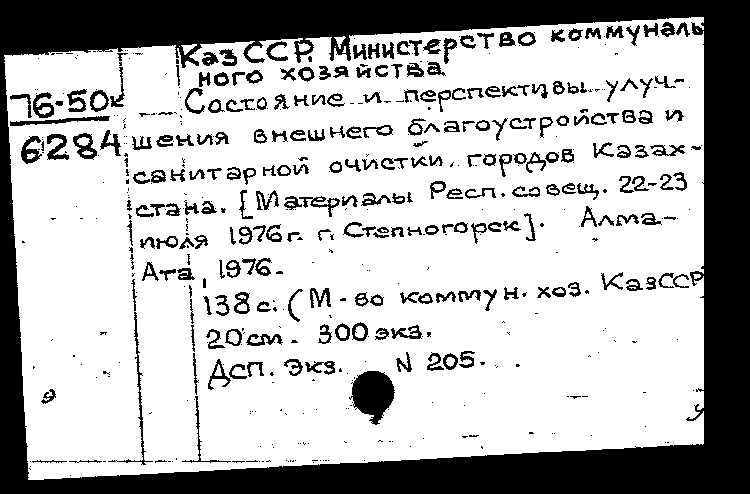 КазССР. Министерство коммуналь
ного хозяйства.
76-50к
6284
Состояние и перспективы улуч-
шения внешнего благоустройства и
санитарной очистки городов Казах-
стана. [Материалы Респ. совещ. 22-23
июля 1976 г. г. Степногорск]. Алма-
Ата, 1976.
138 с. (М-во коммун. хоз. КазССР
20 см. 300 экз.
ДСП. Экз. N 205.